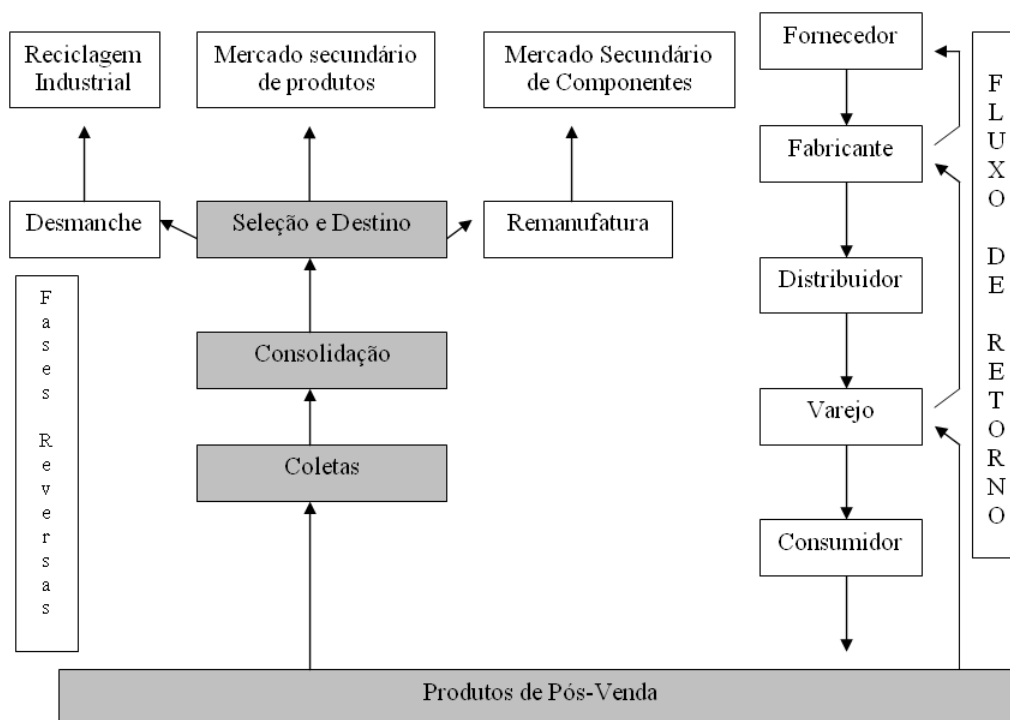 Reciclagem
Industrial
Mercado secundário
de produtos
Mercado Secundário
de Componentes
Fornecedor
Fabricante
Desmanche
Seleção e Destino
Remanufatura
Distribuidor
Consolidação
Varejo
Coletas
Consumidor
Fases Reversas
FLUXO DE RETORNO
Produtos de Pós-Venda